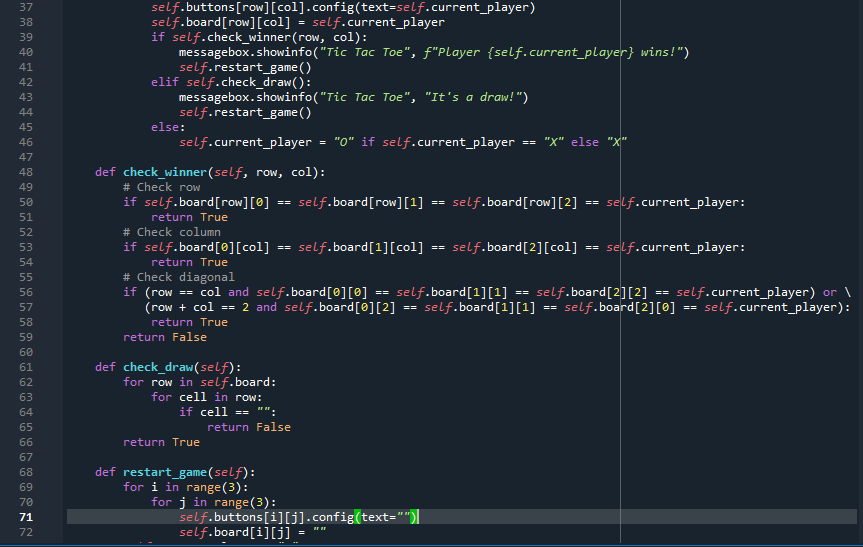 37 self.buttons[row][col].config(text=self.current_player)
38 self.board[row][col] = self.current_player
39 if self.check_winner(row, col):
40 messagebox.showinfo("Tic Tac Toe", f"Player {self.current_player} wins!")
41 self.restart_game()
42 elif self.check_draw():
43 messagebox.showinfo("Tic Tac Toe", "It's a draw!")
44 self.restart_game()
45 else:
46 self.current_player = "O" if self.current_player == "X" else "X"
47
48 def check_winner(self, row, col):
49 # Check row
50 if self.board[row][0] == self.board[row][1] == self.board[row][2] == self.current_player:
51 return True
52 # Check column
53 if self.board[0][col] == self.board[1][col] == self.board[2][col] == self.current_player:
54 return True
55 # Check diagonal
56 if (row == col and self.board[0][0] == self.board[1][1] == self.board[2][2] == self.current_player) or \
57 (row + col == 2 and self.board[0][2] == self.board[1][1] == self.board[2][0] == self.current_player):
58 return True
59 return False
60
61 def check_draw(self):
62 for row in self.board:
63 for cell in row:
64 if cell == "":
65 return False
66 return True
67
68 def restart_game(self):
69 for i in range(3):
70 for j in range(3):
71 self.buttons[i][j].config(text="")
72 self.board[i][j] = ""